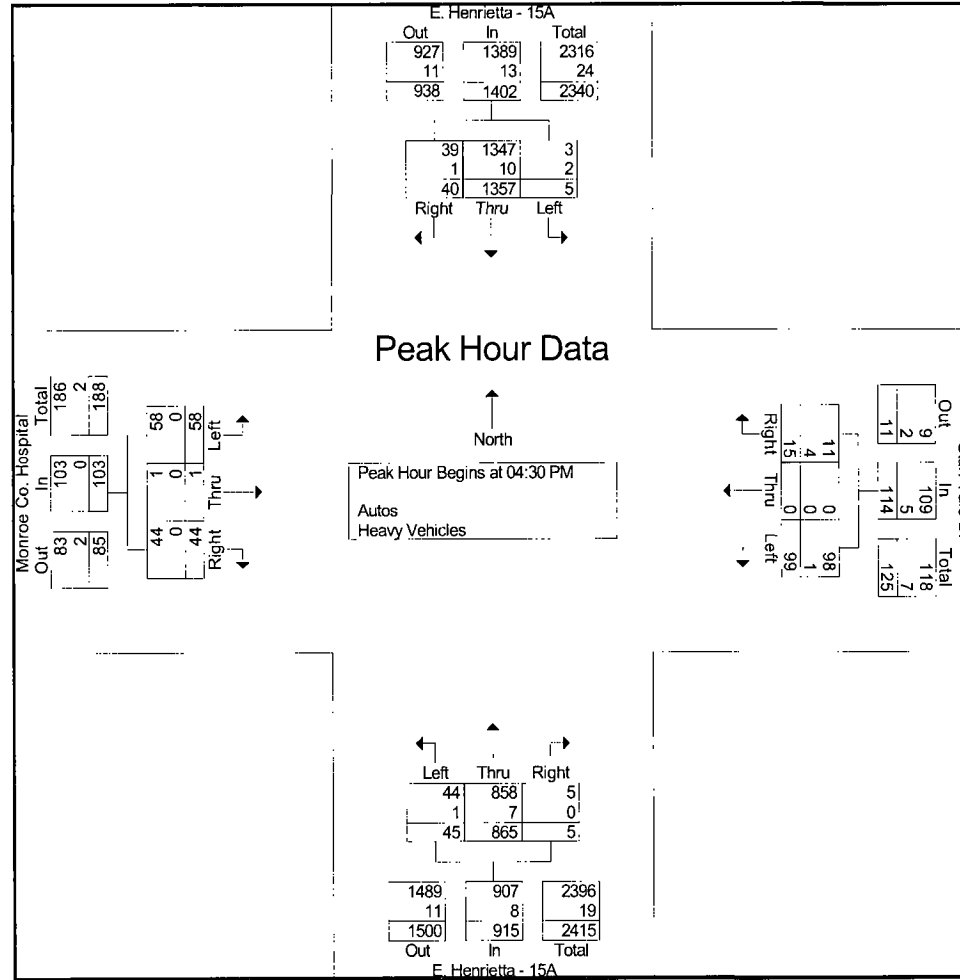 E. Henrietta - 15A
Out In Total
927 1389 2316
11 13 24
938 1402 2340
39 1347 3
1 10 2
40 1357 5
Right Thru Left
Peak Hour Data
North
Peak Hour Begins at 04:30 PM
Autos
Heavy Vehicles
Monroe Co. Hospital
Out In Total
83 103 186
2 0 2
85 103 188
58 1 44
0 0 0
58 1 44
Left Thru Right
Out In Total
9 109 118
2 5 7
11 114 125
11 0 98
4 0 1
15 0 99
Right Thru Left
Left Thru Right
44 858 5
1 7 0
45 865 5
1489 907 2396
11 8 19
1500 915 2415
Out In Total
E. Henrietta - 15A